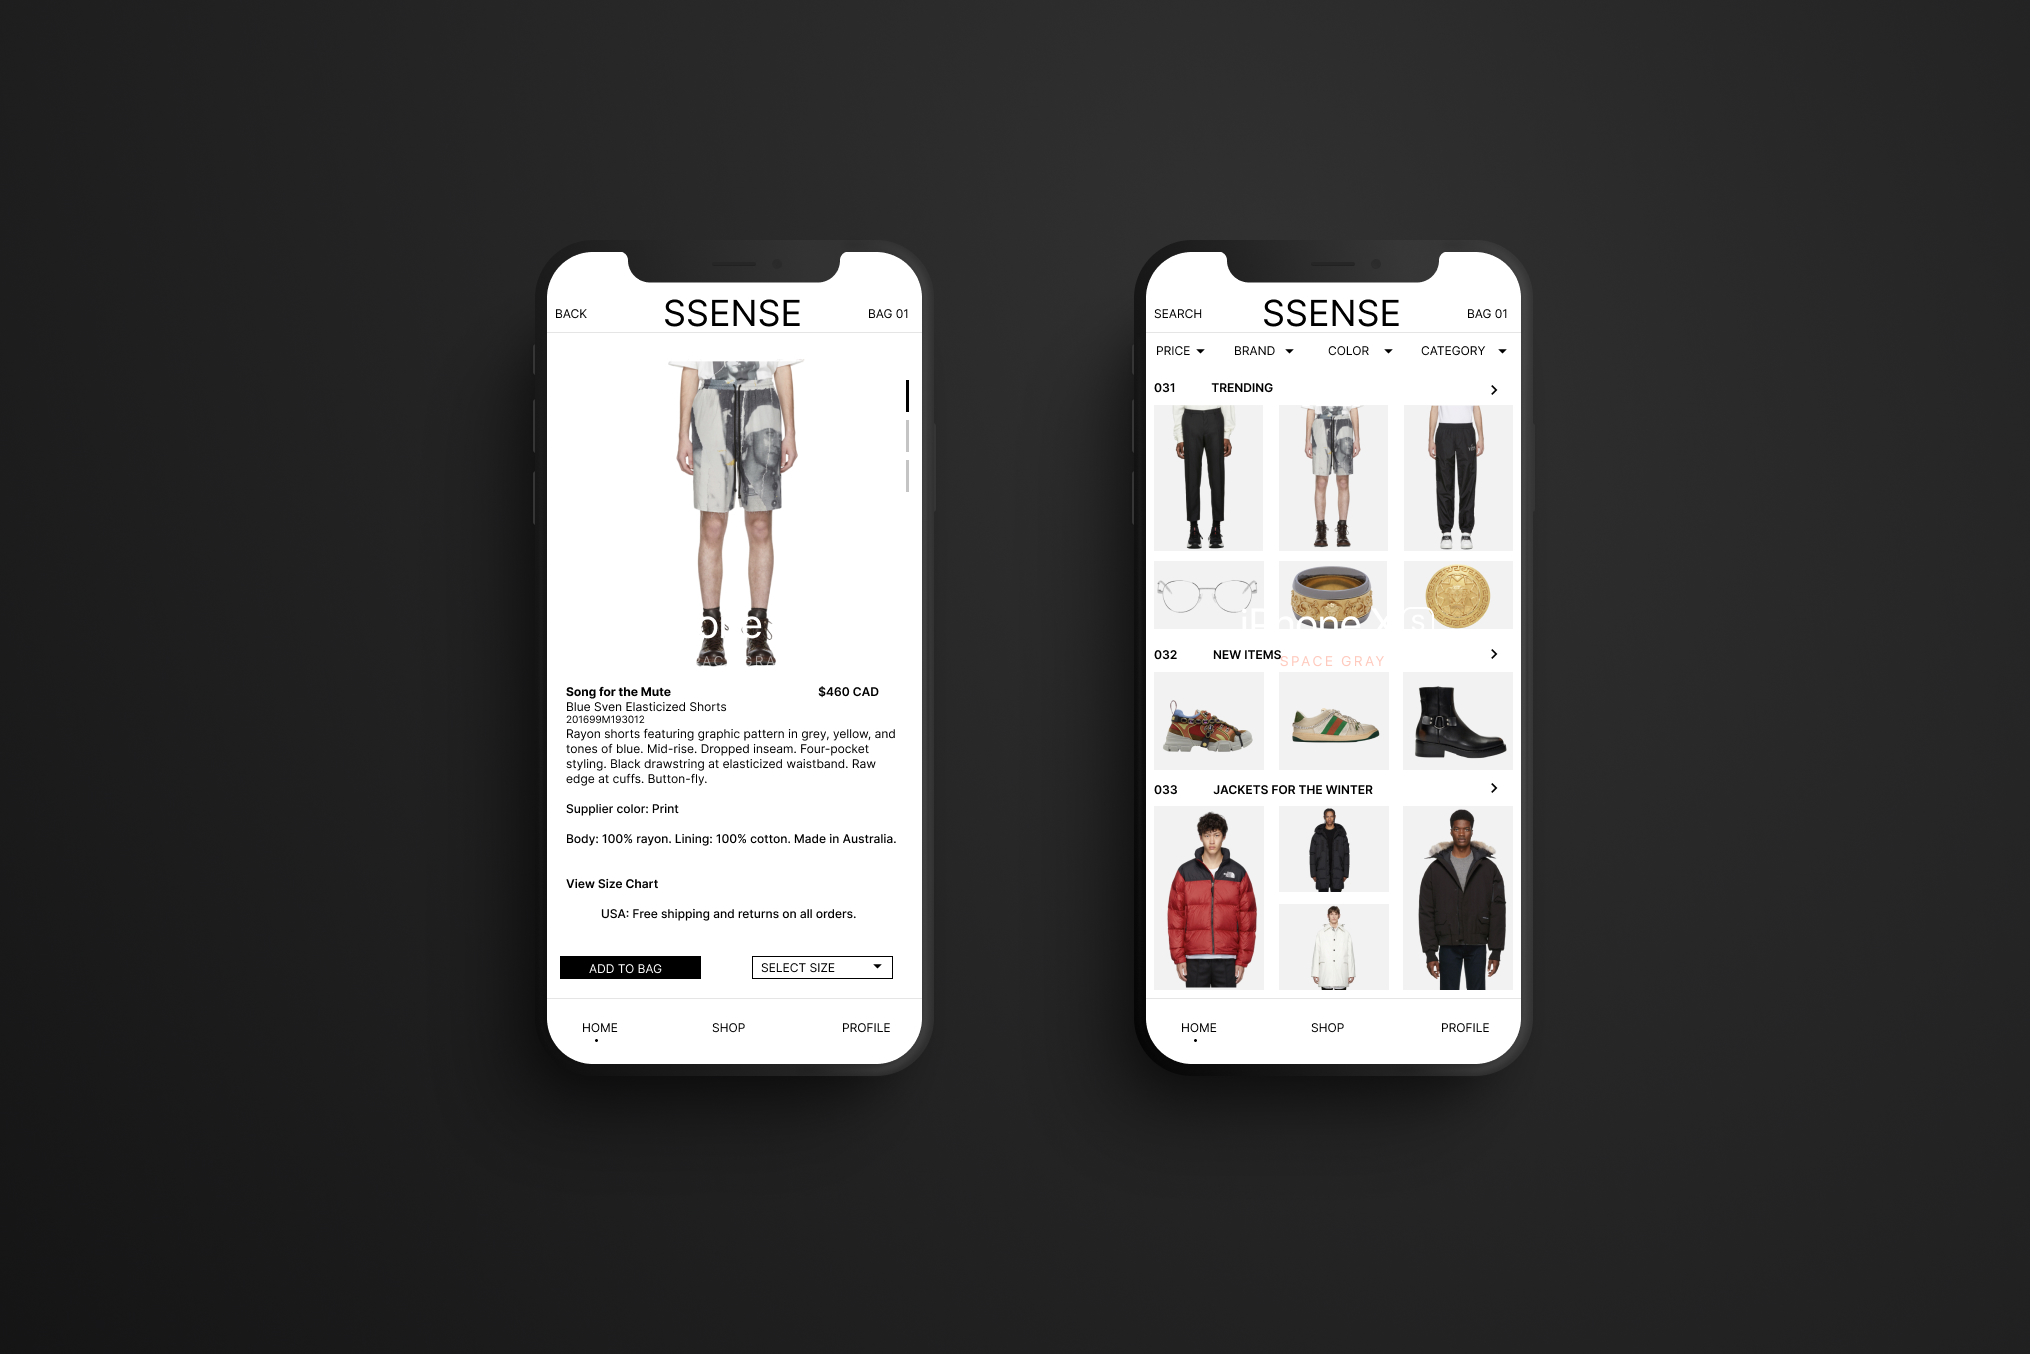 BACK
SSENSE
BAG 01
Song for the Mute
$460 CAD
Blue Sven Elasticized Shorts
201699M193012
Rayon shorts featuring graphic pattern in grey, yellow, and
tones of blue. Mid-rise. Dropped inseam. Four-pocket
styling. Black drawstring at elasticized waistband. Raw
edge at cuffs. Button-fly.
Supplier color: Print
Body: 100% rayon. Lining: 100% cotton. Made in Australia.
View Size Chart
USA: Free shipping and returns on all orders.
ADD TO BAG
SELECT SIZE
HOME
SHOP
PROFILE
SEARCH
SSENSE
BAG 01
PRICE
BRAND
COLOR
CATEGORY
031
TRENDING
iPhone X S
032
NEW ITEMS
SPACE GRAY
033
JACKETS FOR THE WINTER
HOME
SHOP
PROFILE